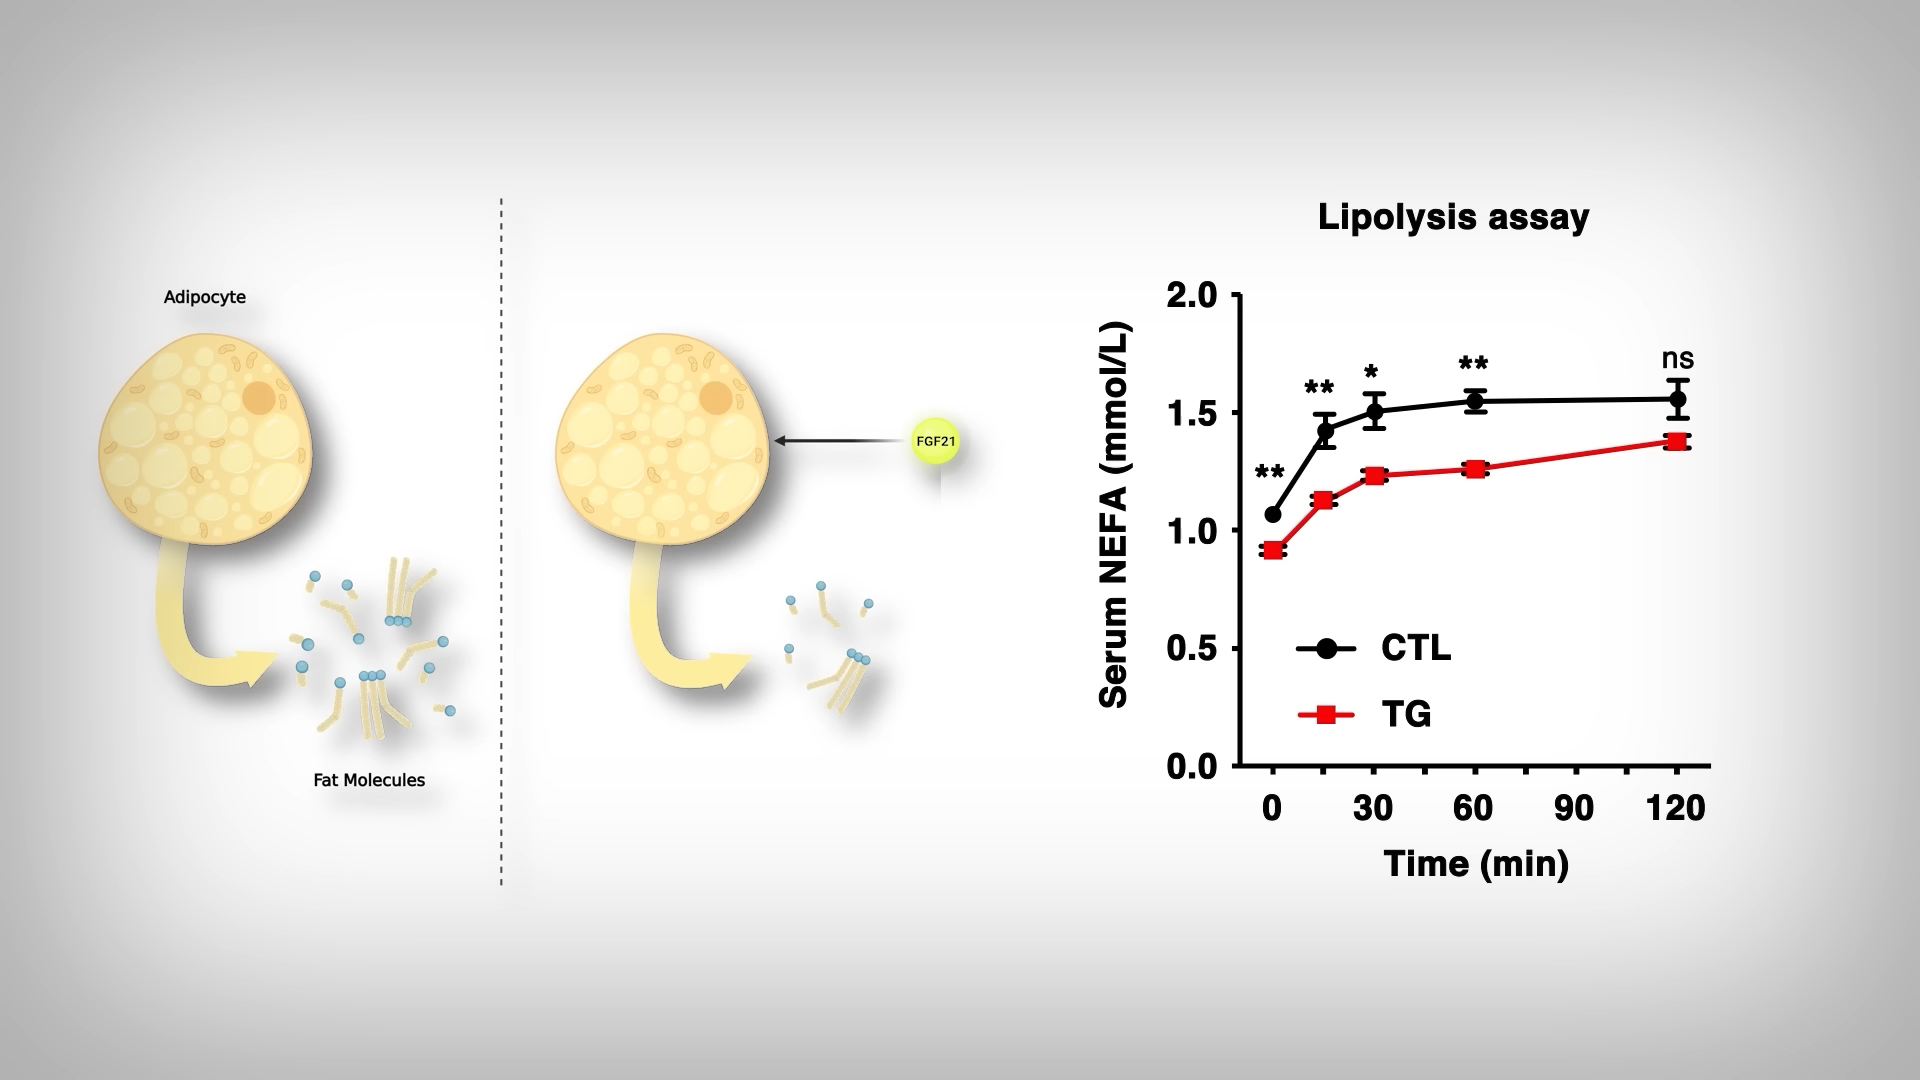 Adipocyte
Fat Molecules
FGF21
Lipolysis assay
Serum NEFA (mmol/L)
2.0
1.5
1.0
0.5
0.0
**
**
*
**
ns
CTL
TG
0 30 60 90 120
Time (min)